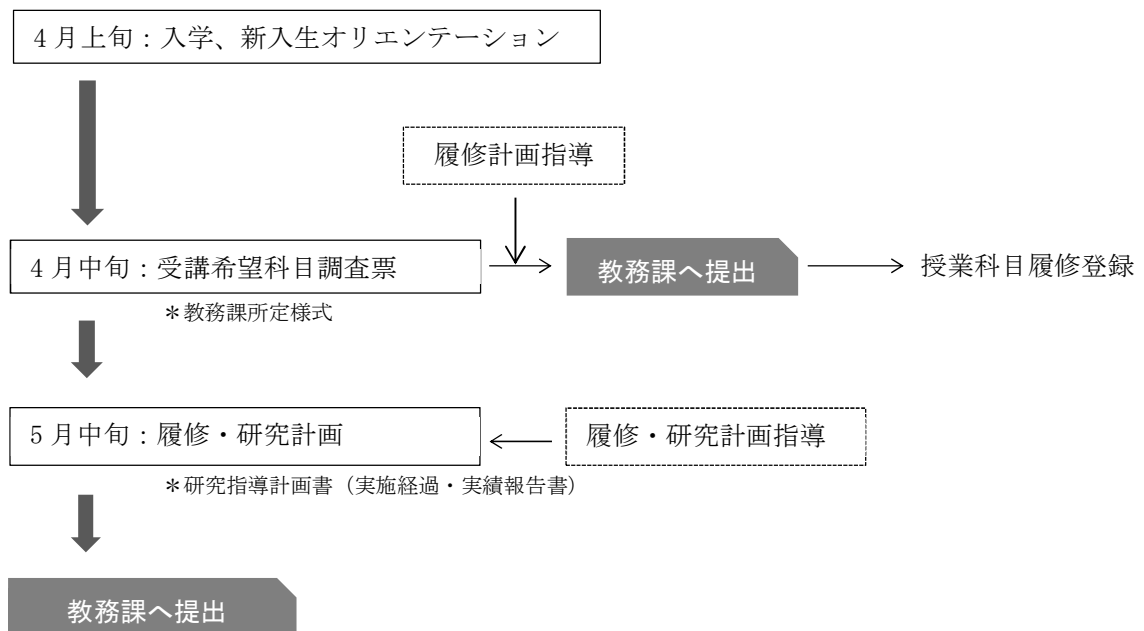 4月上旬：入学、新入生オリエンテーション
履修計画指導
4月中旬：受講希望科目調査票
教務課へ提出
授業科目履修登録
＊教務課所定様式
5月中旬：履修・研究計画
履修・研究計画指導
＊研究指導計画書（実施経過・実績報告書）
教務課へ提出